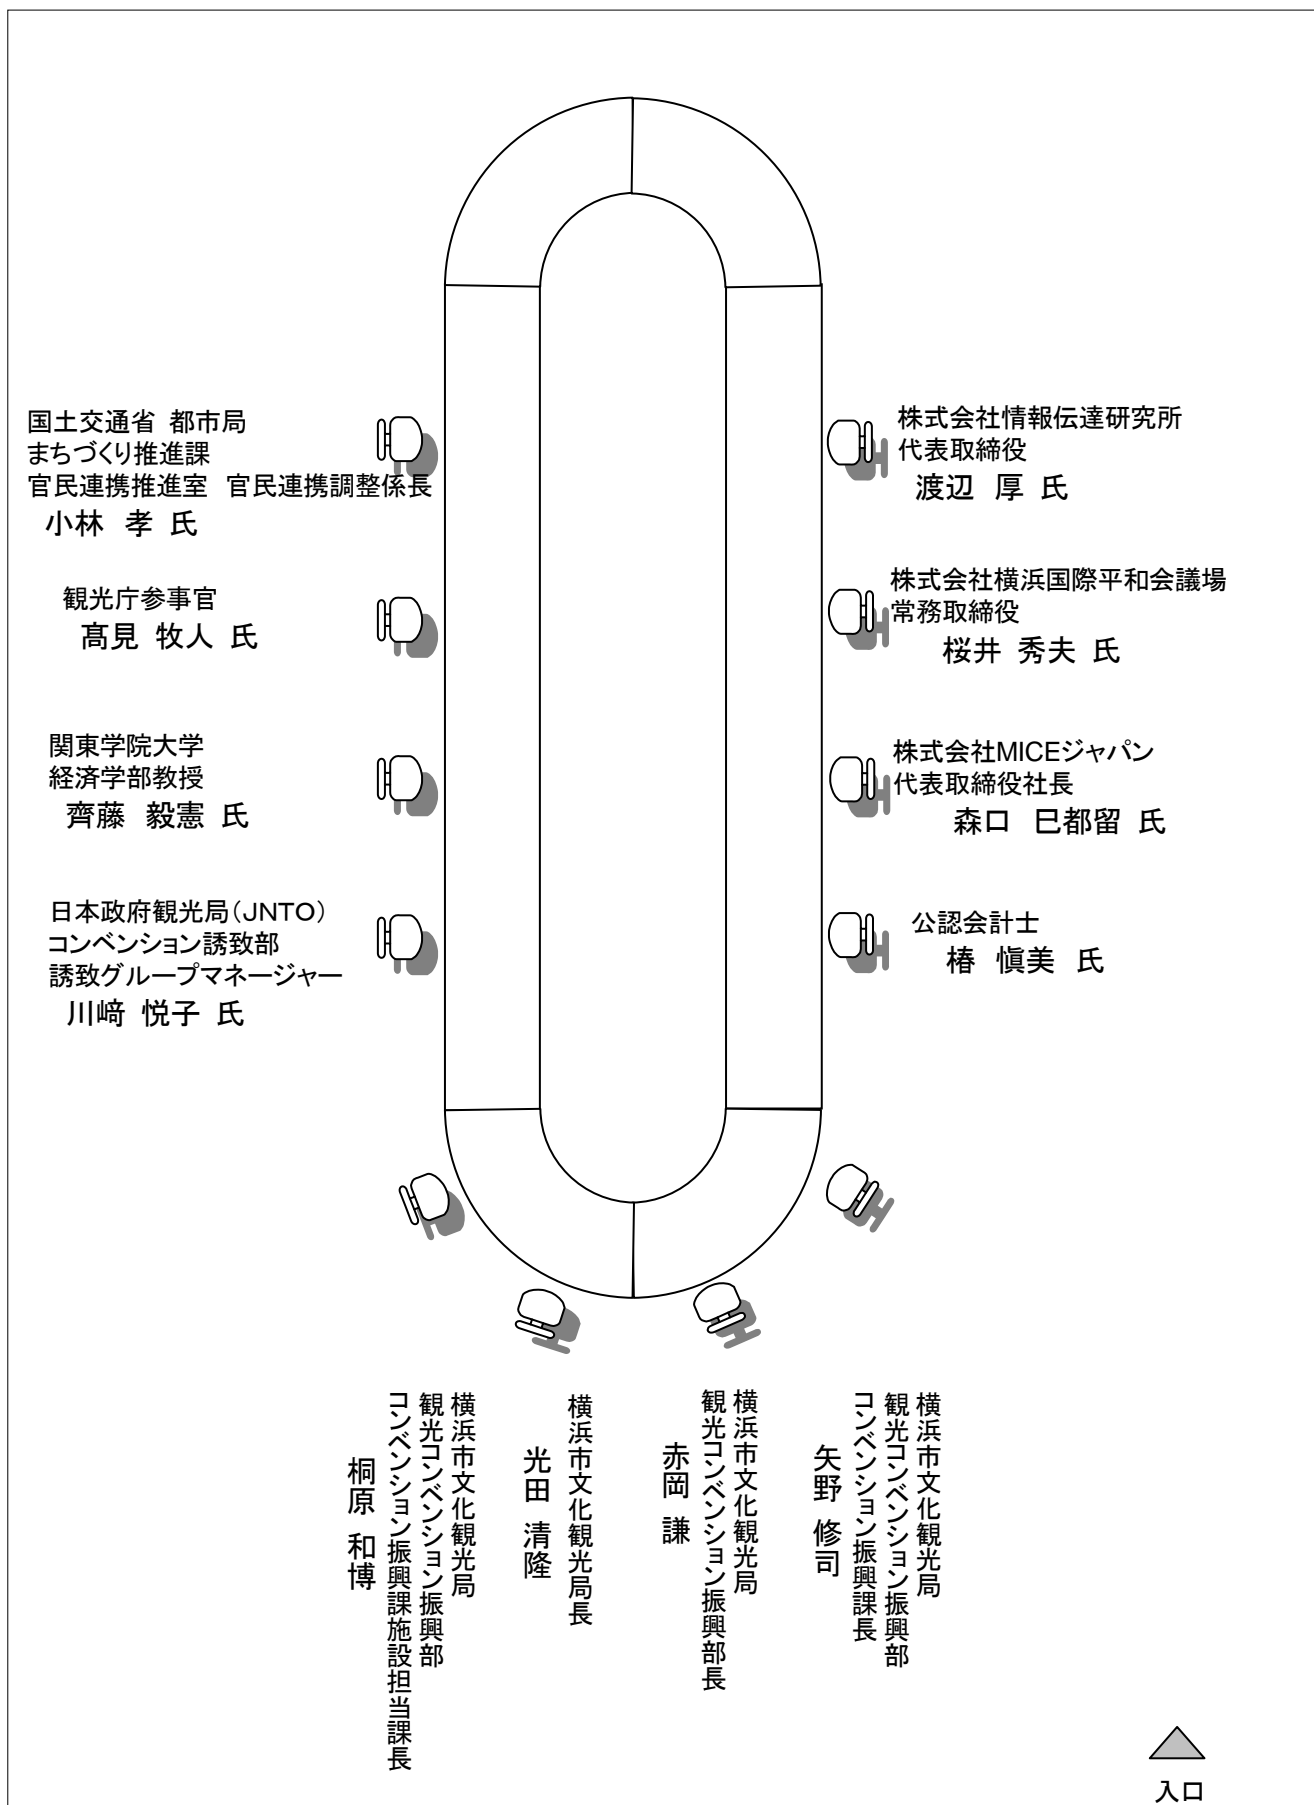 国土交通省 都市局
まちづくり推進課
官民連携推進室 官民連携調整係長
小林 孝 氏
観光庁参事官
髙見 牧人 氏
関東学院大学
経済学部教授
齊藤 毅憲 氏
日本政府観光局(JNTO)
コンベンション誘致部
誘致グループマネージャー
川﨑 悦子 氏
株式会社情報伝達研究所
代表取締役
渡辺 厚 氏
株式会社横浜国際平和会議場
常務取締役
桜井 秀夫 氏
株式会社MICEジャパン
代表取締役社長
森口 巳都留 氏
公認会計士
椿 愼美 氏
横浜市文化観光局
観光コンベンション振興部
コンベンション振興課長
矢野 修司
横浜市文化観光局
観光コンベンション振興部長
赤岡 謙
横浜市文化観光局長
光田 清隆
横浜市文化観光局
観光コンベンション振興部
コンベンション振興課施設担当課長
桐原 和博
入口